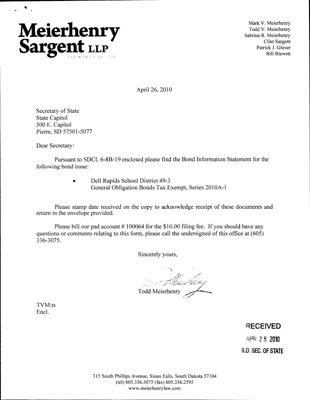 Meierhenry
Sargent LLP
Mark V. Meierhenry
Todd V. Meierhenry
Sabrina R. Meierhenry
Clint Sargent
Patrick J. Glover
Bill Blewett
April 26, 2010
Secretary of State
State Capitol
500 E. Capitol
Pierre, SD 57501-5077
Dear Secretary:
Pursuant to SDCL 6-8B-19 enclosed please find the Bond Information Statement for the
following bond issue:
• Dell Rapids School District 49-3
General Obligation Bonds Tax Exempt, Series 2010A-1
Please stamp date received on the copy to acknowledge receipt of these documents and
return in the envelope provided.
Please bill our pad account # 100064 for the $10.00 filing fee. If you should have any
questions or comments relating to this form, please call the undersigned of this office at (605)
336-3075.
Sincerely yours,
Todd Meierhenry
TVM:ts
Encl.
RECEIVED
APR 28 2010
S.D. SEC. OF STATE
315 South Phillips Avenue, Sioux Falls, South Dakota 57104
(tel) 605.336.3075 (fax) 605.336.2593
www.meierhenrylaw.com